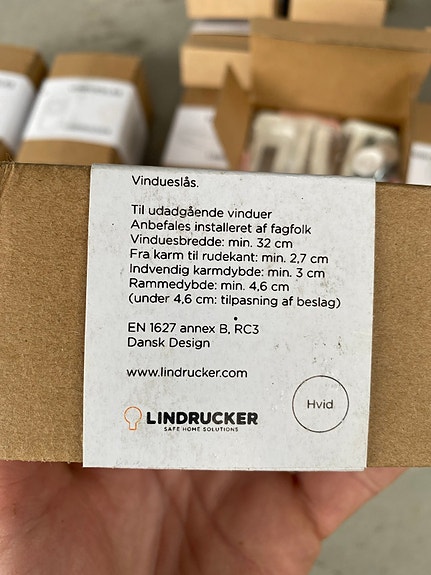 Vindueslås.
Til udadgående vinduer
Anbefales installeret af fagfolk
Vinduesbredde: min. 32 cm
Fra karm til rudekant: min. 2,7 cm
Indvendig karmdybde: min. 3 cm
Rammedybde: min. 4,6 cm
(under 4,6 cm: tilpasning af beslag)
EN 1627 annex B, RC3
Dansk Design
www.lindrucker.com
Hvid
LINDRUCKER
SAFE HOME SOLUTIONS